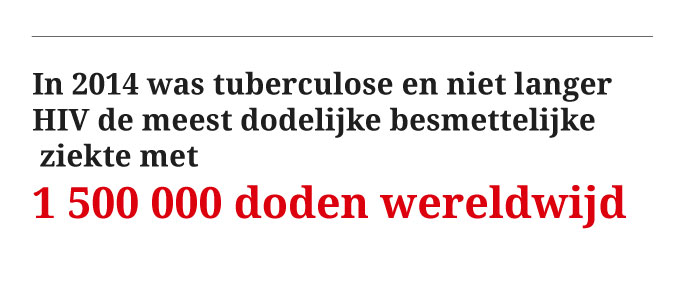 In 2014 was tuberculose en niet langer
HIV de meest dodelijke besmettelijke
ziekte met
1 500 000 doden wereldwijd